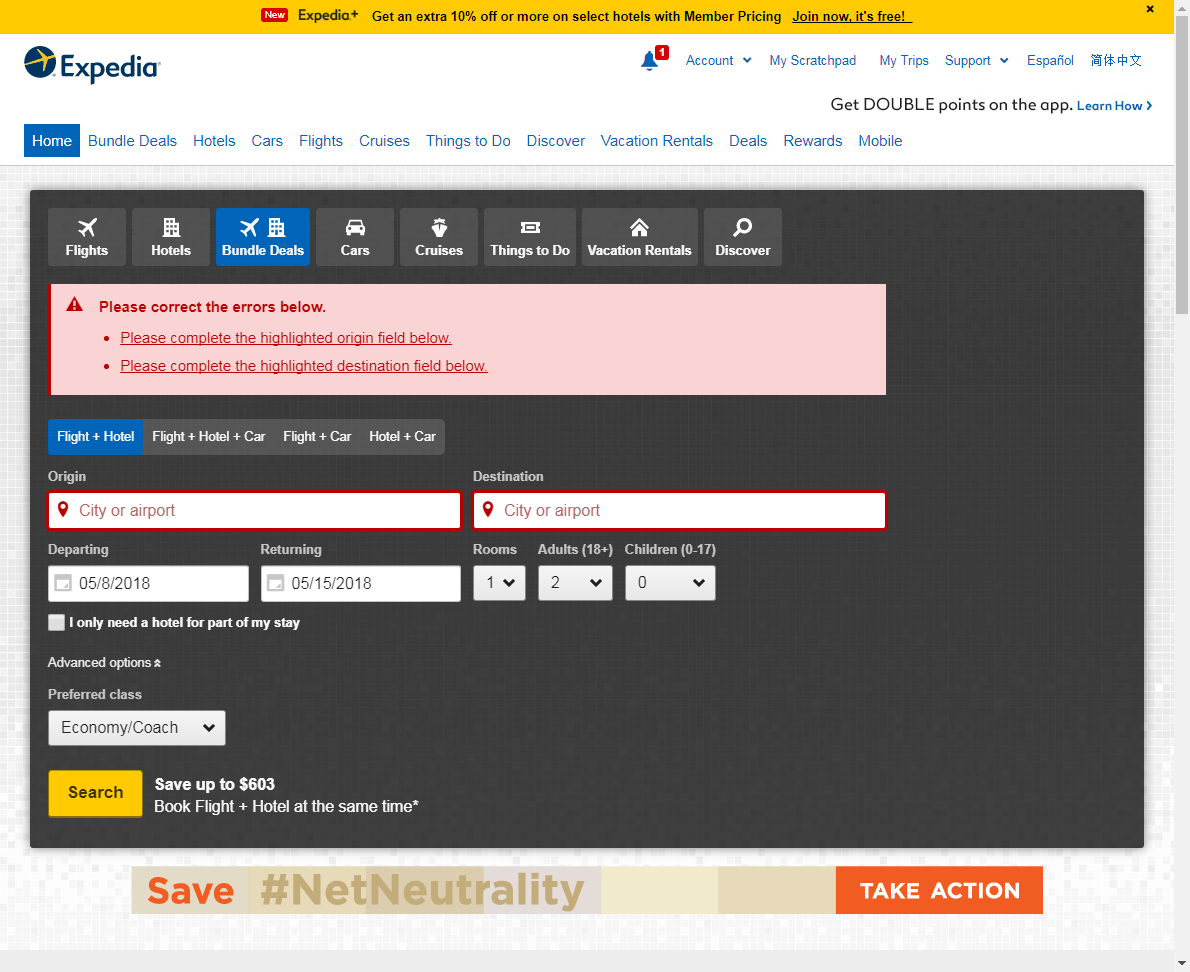 New Expedia+ Get an extra 10% off or more on select hotels with Member Pricing Join now, it's free!
Expedia
1 Account My Scratchpad My Trips Support Español 简体中文
Get DOUBLE points on the app. Learn How
Home Bundle Deals Hotels Cars Flights Cruises Things to Do Discover Vacation Rentals Deals Rewards Mobile
Flights Hotels Bundle Deals Cars Cruises Things to Do Vacation Rentals Discover
Please correct the errors below.
• Please complete the highlighted origin field below.
• Please complete the highlighted destination field below.
Flight + Hotel Flight + Hotel + Car Flight + Car Hotel + Car
Origin Destination
City or airport City or airport
Departing Returning Rooms Adults (18+) Children (0-17)
05/8/2018 05/15/2018 1 2 0
I only need a hotel for part of my stay
Advanced options
Preferred class
Economy/Coach
Search Save up to $603
Book Flight + Hotel at the same time*
Save #NetNeutrality TAKE ACTION